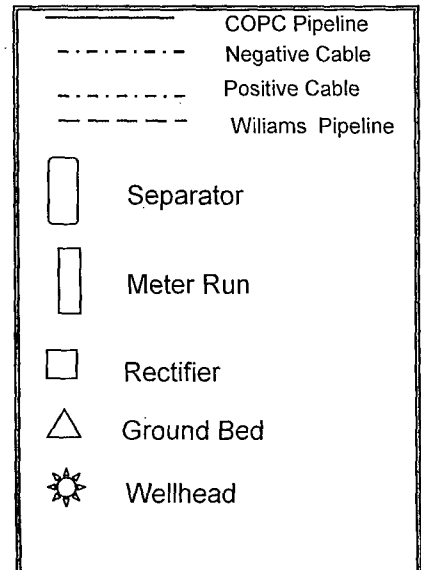 COPC Pipeline
Negative Cable
Positive Cable
Wiliams Pipeline
Separator
Meter Run
Rectifier
Ground Bed
Wellhead